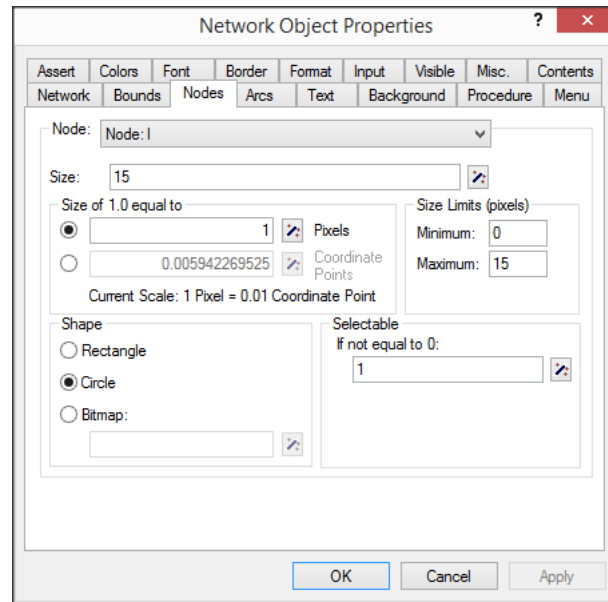 Network Object Properties
?
×
Assert Colors Font Border Format Input Visible Misc. Contents
Network Bounds Nodes Arcs Text Background Procedure Menu
Node: Node: I
Size: 15
Size of 1.0 equal to
1 Pixels
0.005942269525 Coordinate
Points
Current Scale: 1 Pixel = 0.01 Coordinate Point
Size Limits (pixels)
Minimum: 0
Maximum: 15
Shape
Rectangle
Circle
Bitmap:
Selectable
If not equal to 0:
1
OK Cancel Apply